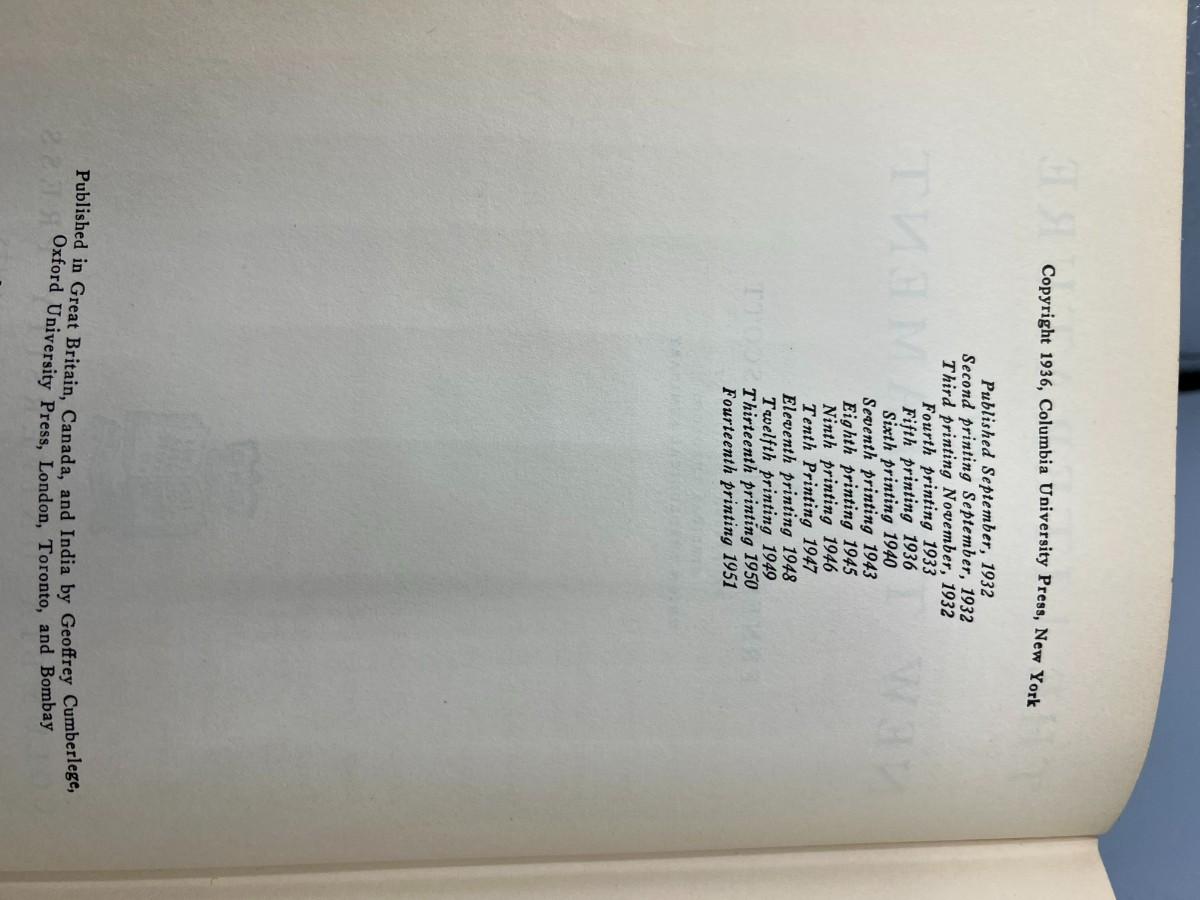 Copyright 1936, Columbia University Press, New York
Published September, 1932
Second printing September, 1932
Third printing November, 1932
Fourth printing 1933
Fifth printing 1936
Sixth printing 1940
Seventh printing 1943
Eighth printing 1945
Ninth printing 1946
Tenth Printing 1947
Eleventh printing 1948
Twelfth printing 1949
Thirteenth printing 1950
Fourteenth printing 1951
Published in Great Britain, Canada, and India by Geoffrey Cumberlege,
Oxford University Press, London, Toronto, and Bombay